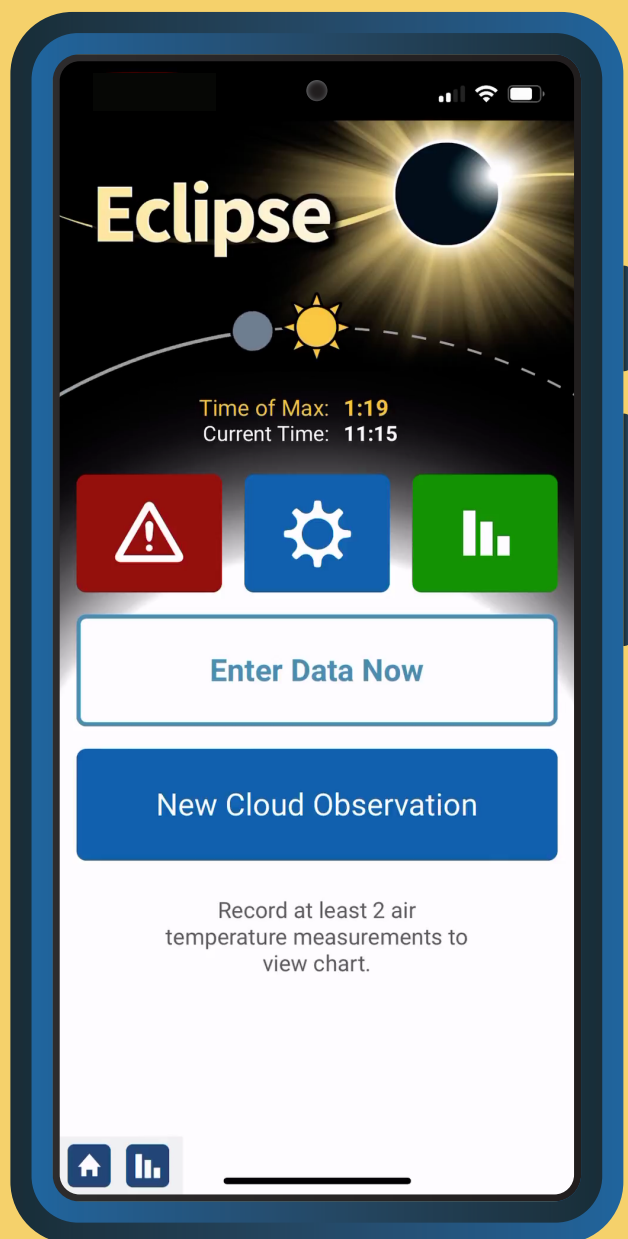 Eclipse
Time of Max: 1:19
Current Time: 11:15
Enter Data Now
New Cloud Observation
Record at least 2 air
temperature measurements to
view chart.